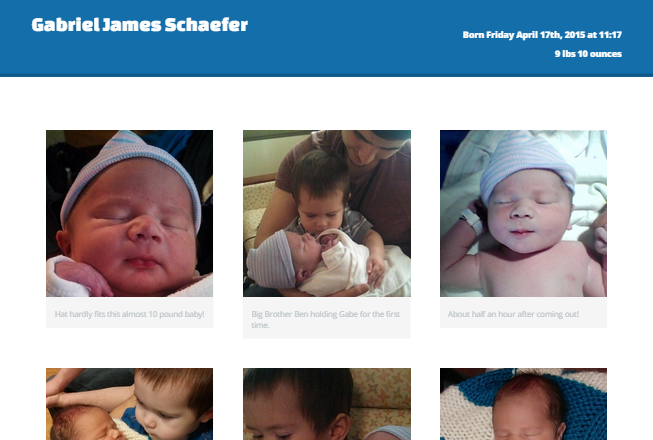 Gabriel James Schaefer
Born Friday April 17th, 2015 at 11:17
9 lbs 10 ounces
Hat hardly fits this almost 10 pound baby!
Big Brother Ben holding Gabe for the first
time.
About half an hour after coming out!